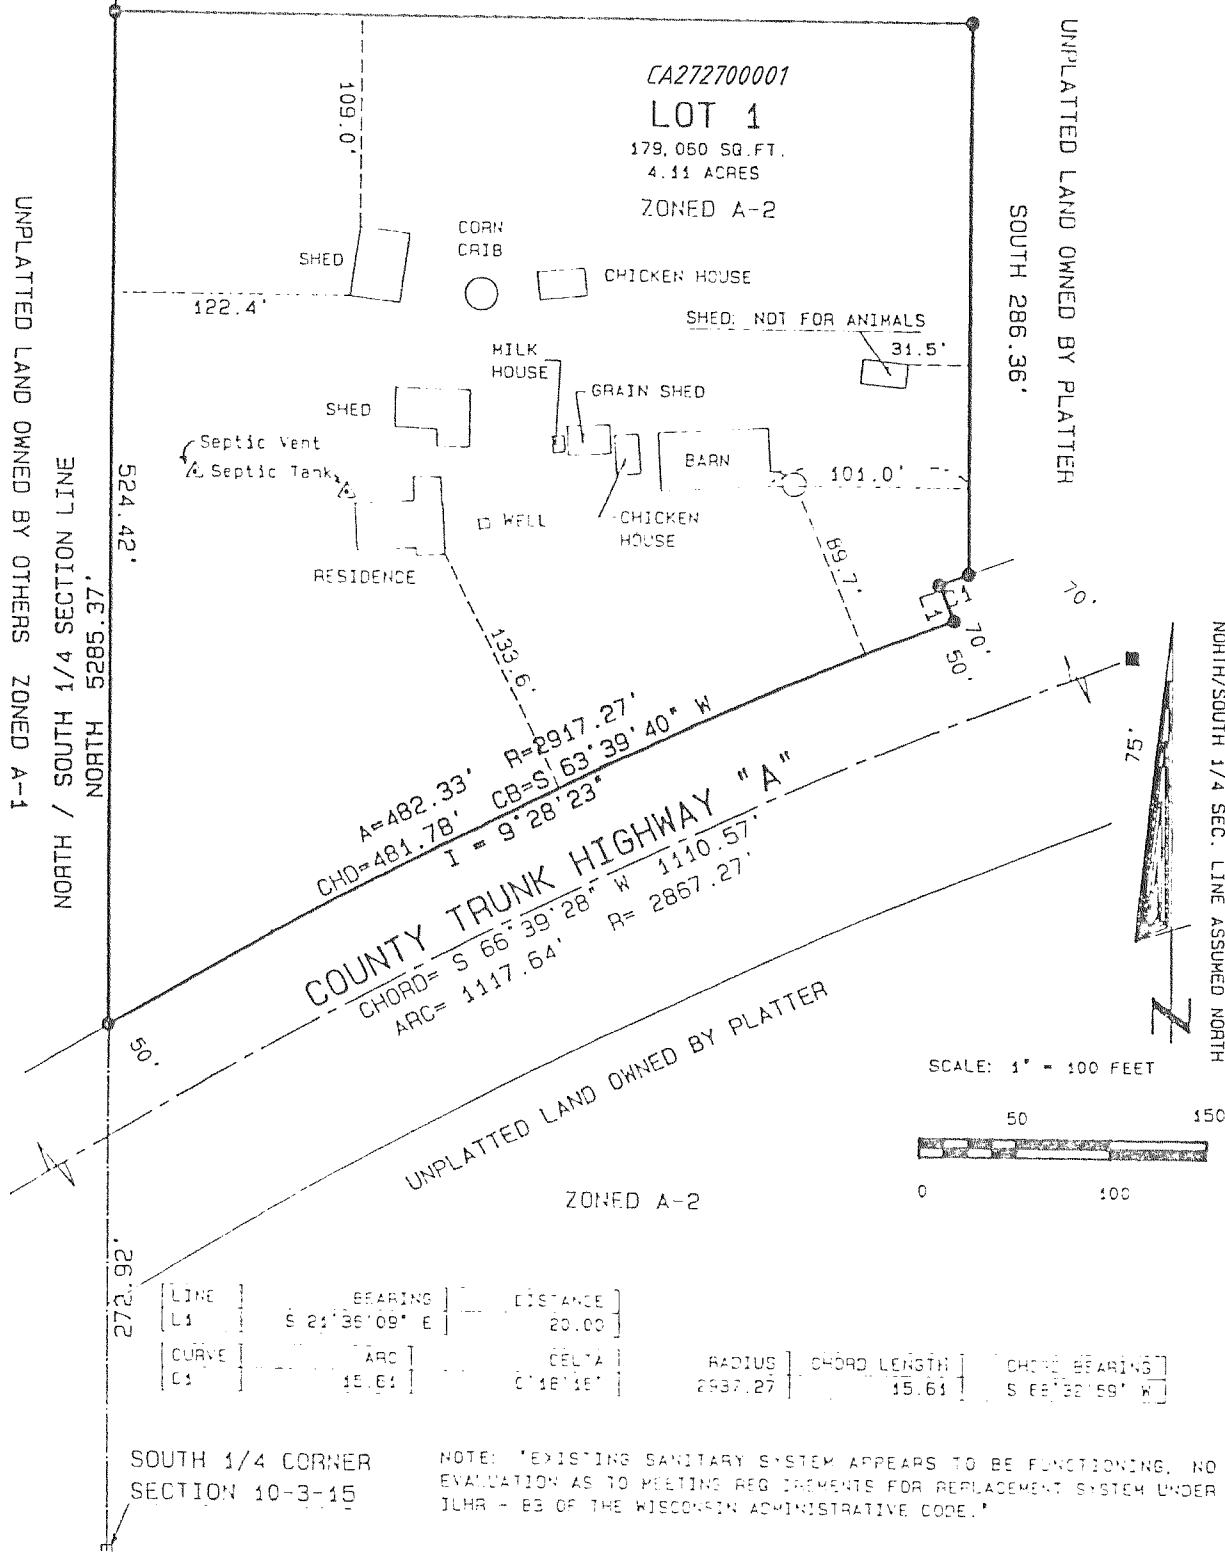 CA272700001
LOT 1
179,060 SQ.FT.
4.11 ACRES
ZONED A-2
UNPLATTED LAND OWNED BY PLATTER
SOUTH 286.36'
109.0'
SHED
CORN
CRIB
CHICKEN HOUSE
122.4'
SHED: NOT FOR ANIMALS
31.5'
MILK
HOUSE
GRAIN SHED
SHED
BARN
101.0'
Septic Vent
Septic Tank
WELL
CHICKEN
HOUSE
RESIDENCE
89.7'
133.6'
L1
C1
70'
50'
70'
75'
UNPLATTED LAND OWNED BY OTHERS ZONED A-1
NORTH / SOUTH 1/4 SECTION LINE
NORTH 5285.37'
524.42'
A=482.33' R=2917.27'
CHD=481.78' CB=S 63°39'40" W
I = 9°28'23"
COUNTY TRUNK HIGHWAY "A"
CHORD= S 66°39'28" W 1110.57'
ARC= 1117.64' R= 2867.27'
50'
UNPLATTED LAND OWNED BY PLATTER
ZONED A-2
NORTH/SOUTH 1/4 SEC. LINE ASSUMED NORTH
N
SCALE: 1" = 100 FEET
50 150
0 100
272.92'
LINE BEARING DISTANCE
L1 S 21°36'09" E 20.00
CURVE ARC DELTA RADIUS CHORD LENGTH CHORD BEARING
C1 15.61 0°18'16" 2937.27 15.61 S 68°32'59" W
SOUTH 1/4 CORNER
SECTION 10-3-15
NOTE: "EXISTING SANITARY SYSTEM APPEARS TO BE FUNCTIONING. NO
EVALUATION AS TO MEETING REQUIREMENTS FOR REPLACEMENT SYSTEM UNDER
ILHR - 83 OF THE WISCONSIN ADMINISTRATIVE CODE."